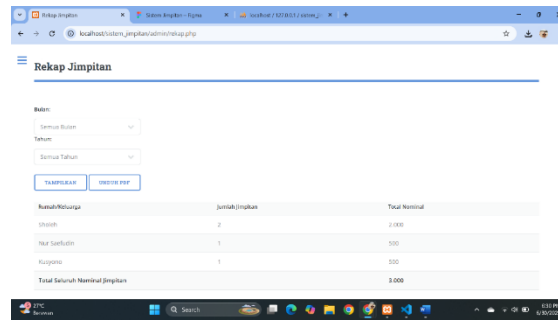 Rekap Jimpitan
Sistem Jimpitan - Figma
localhost/sistem_jimpitan/admin/rekap.php
Rekap Jimpitan
Bulan:
Semua Bulan
Tahun:
Semua Tahun
TAMPILKAN UNDUH PDF
Rumah/Keluarga Jumlah Jimpitan Total Nominal
Sholeh 2 2.000
Nur Saefudin 1 500
Kusyono 1 500
Total Seluruh Nominal Jimpitan 3.000
27°C
Berawan
Search